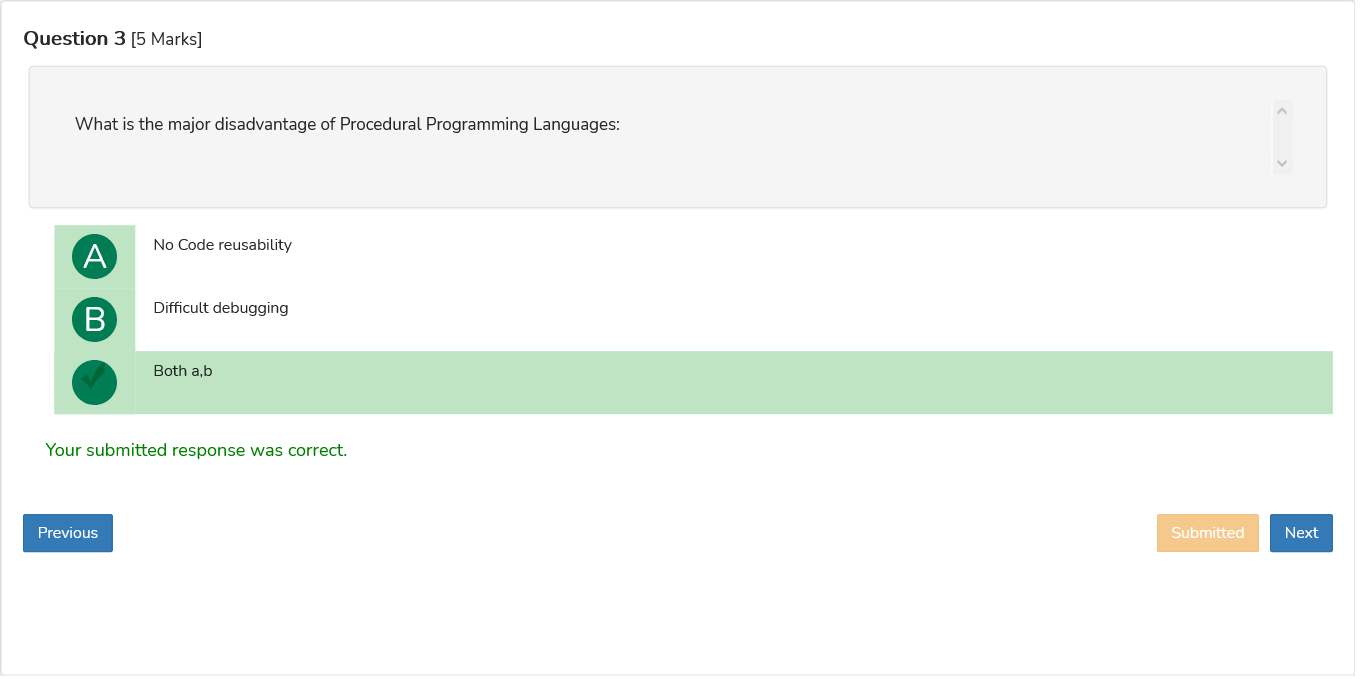 Question 3 [5 Marks]
What is the major disadvantage of Procedural Programming Languages:
A No Code reusability
B Difficult debugging
Both a,b
Your submitted response was correct.
Previous Submitted Next